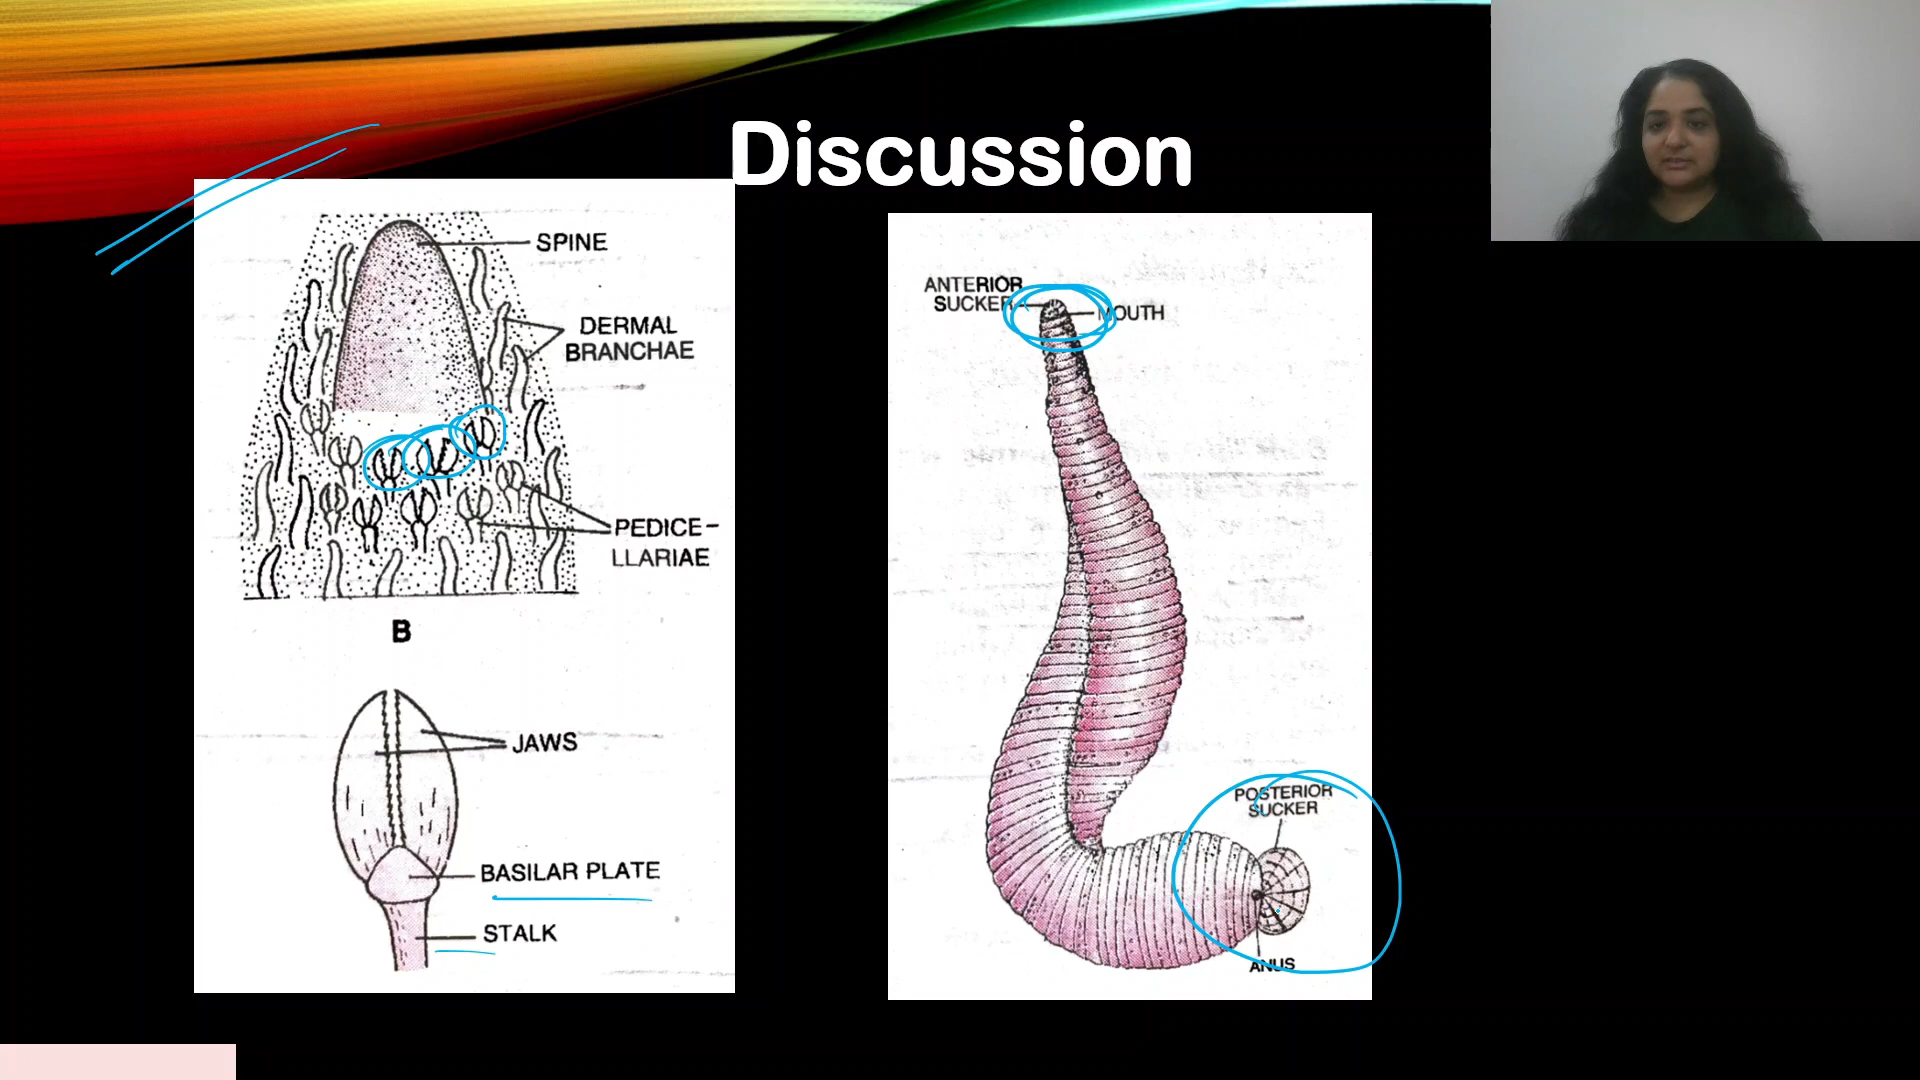 Discussion
SPINE
DERMAL
BRANCHAE
PEDICE-
LLARIAE
B
JAWS
BASILAR PLATE
STALK
ANTERIOR
SUCKER
MOUTH
POSTERIOR
SUCKER
ANUS